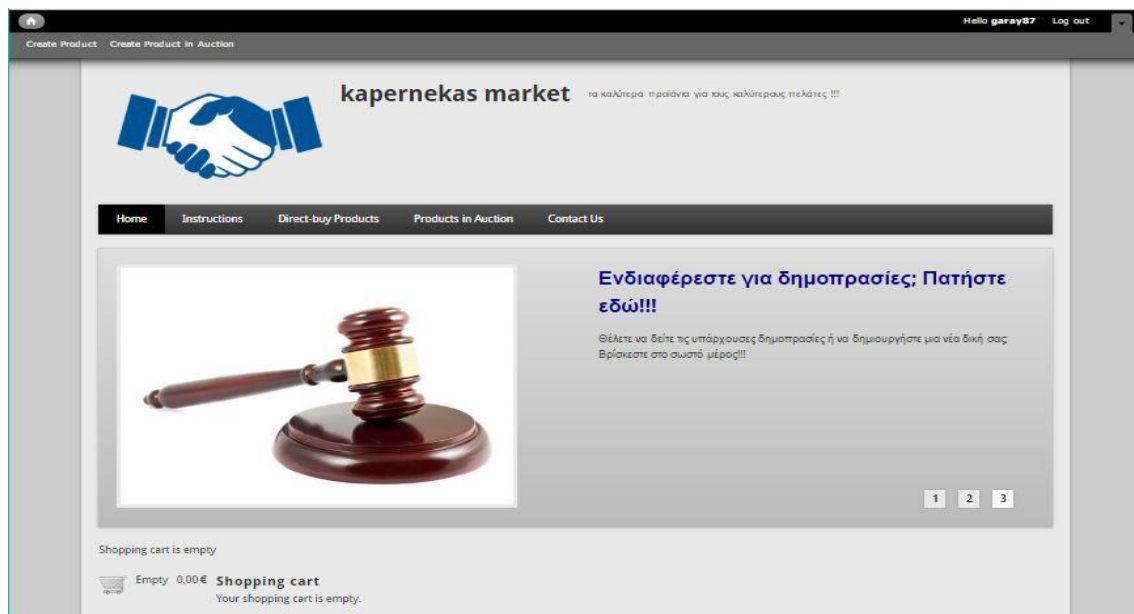 Hello garay87 Log out
Create Product Create Product in Auction
kapernekas market
τα καλύτερα προϊόντα για τους καλύτερους πελάτες !!!
Home Instructions Direct-buy Products Products in Auction Contact Us
Ενδιαφέρεστε για δημοπρασίες; Πατήστε
εδώ!!!
Θέλετε να δείτε τις υπάρχουσες δημοπρασίες ή να δημιουργήστε μια νέα δική σας;
Βρίσκεστε στο σωστό μέρος!!!
1 2 3
Shopping cart is empty
Empty 0,00 € Shopping cart
Your shopping cart is empty.